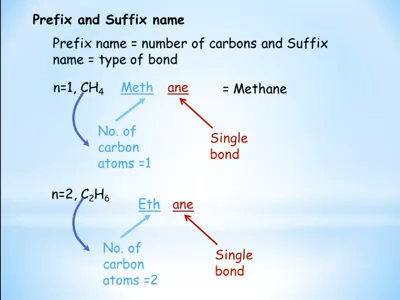 Prefix and Suffix name
Prefix name = number of carbons and Suffix
name = type of bond
n=1, CH₄ Meth ane = Methane
No. of
carbon
atoms =1
Single
bond
n=2, C₂H₆
Eth ane
No. of
carbon
atoms =2
Single
bond